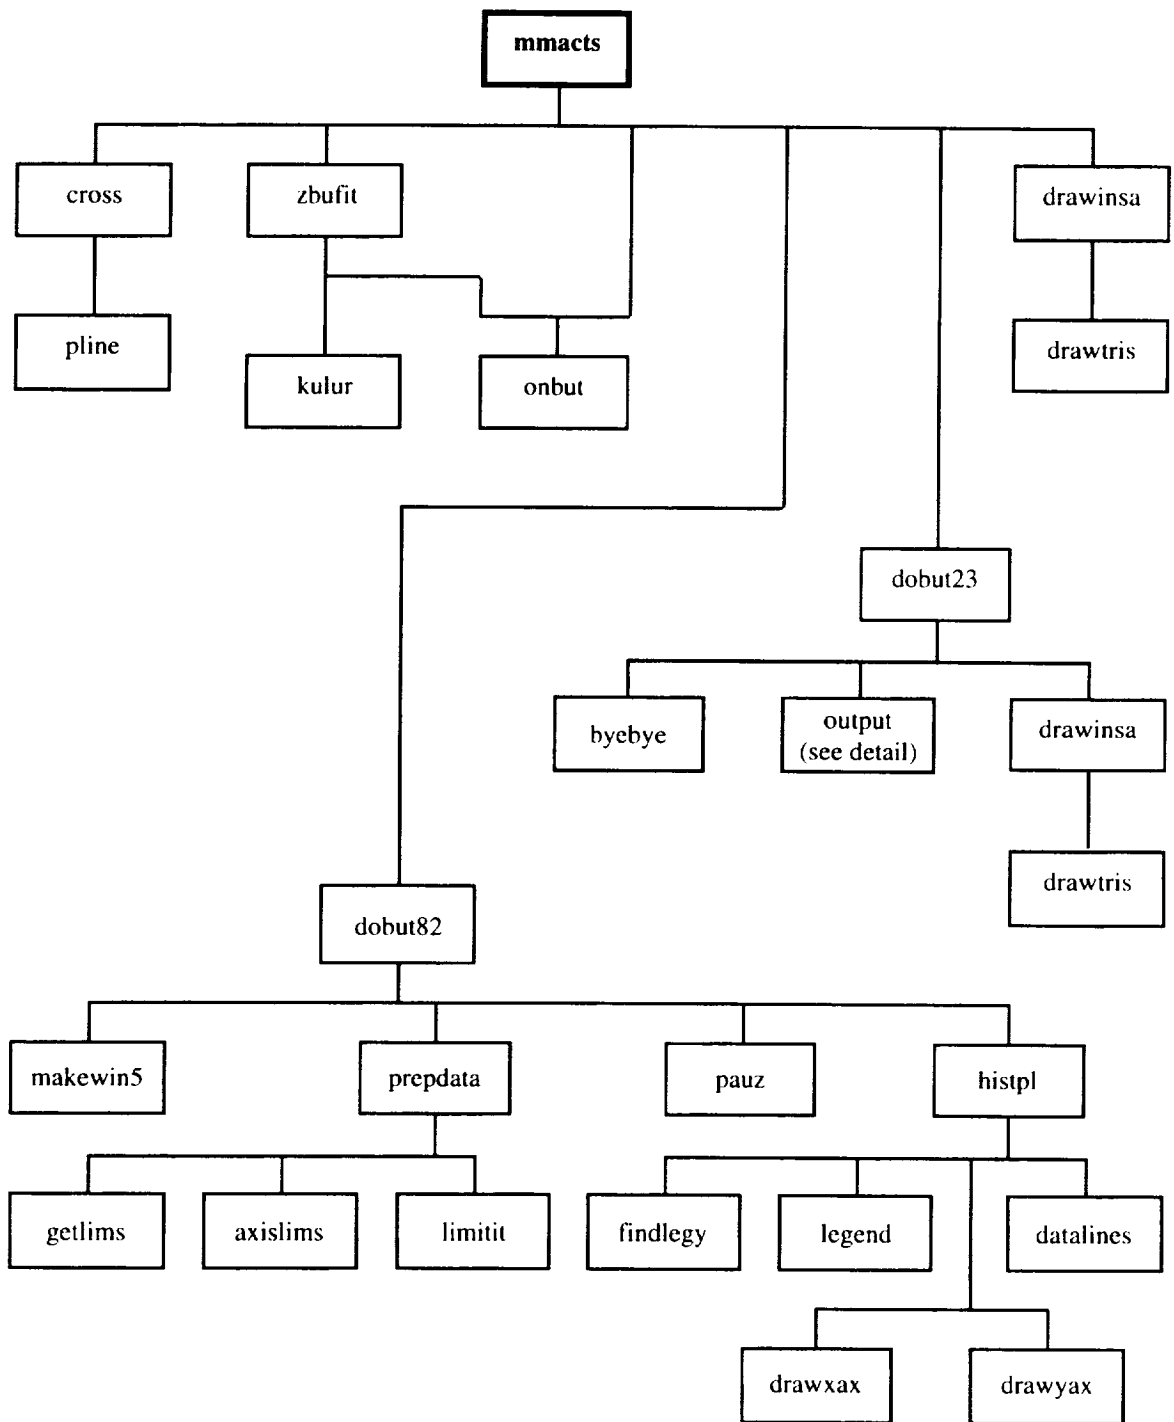 mmacts
cross
zbufit
drawinsa
pline
kulur
onbut
drawtris
dobut23
byebye
output
(see detail)
drawinsa
drawtris
dobut82
makewin5
prepdata
pauz
histpl
getlims
axislims
limitit
findlegy
legend
datalines
drawxax
drawyax